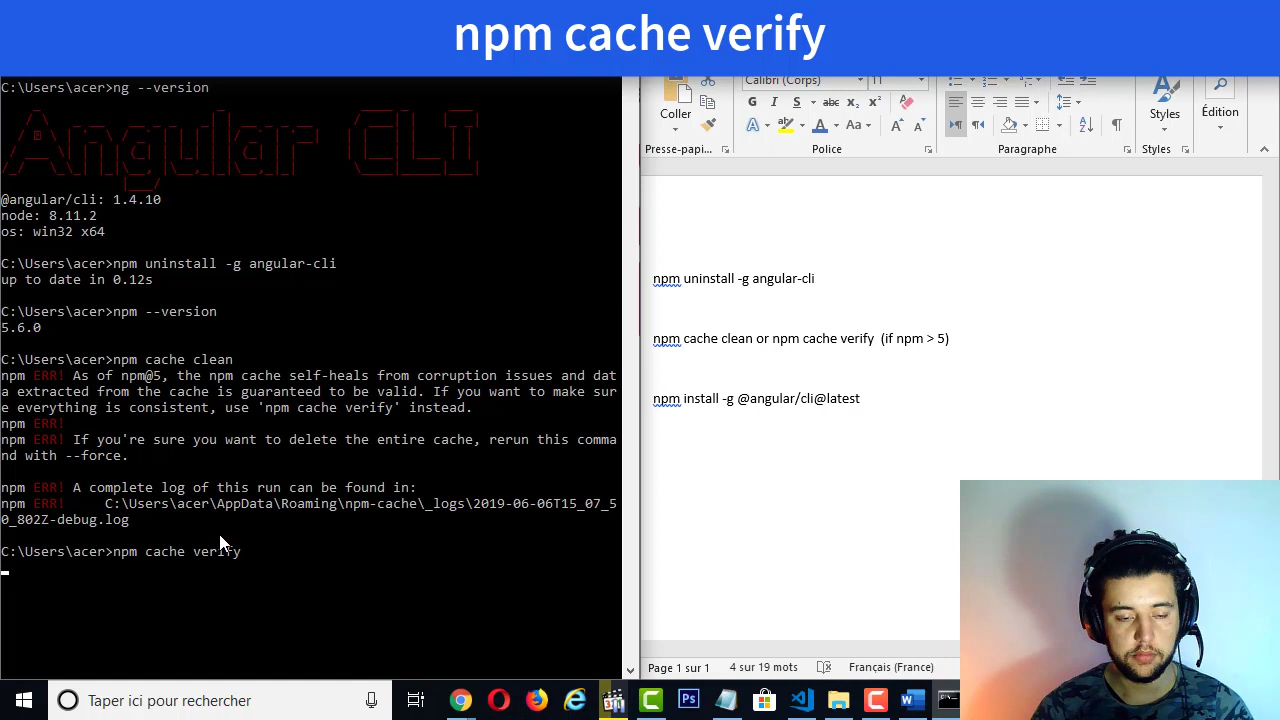 npm cache verify
C:\Users\acer>ng --version
Angular CLI
@angular/cli: 1.4.10
node: 8.11.2
os: win32 x64
C:\Users\acer>npm uninstall -g angular-cli
up to date in 0.12s
C:\Users\acer>npm --version
5.6.0
C:\Users\acer>npm cache clean
npm ERR! As of npm@5, the npm cache self-heals from corruption issues and dat
a extracted from the cache is guaranteed to be valid. If you want to make sur
e everything is consistent, use 'npm cache verify' instead.
npm ERR!
npm ERR! If you're sure you want to delete the entire cache, rerun this comma
nd with --force.
npm ERR! A complete log of this run can be found in:
npm ERR!     C:\Users\acer\AppData\Roaming\npm-cache\_logs\2019-06-06T15_07_5
0_802Z-debug.log
C:\Users\acer>npm cache verify
Calibri (Corps) 11
Coller
G I S abc x₂ x²
A A Aa A A
Styles
Édition
Presse-papi...
Police
Paragraphe
Styles
npm uninstall -g angular-cli
npm cache clean or npm cache verify  (if npm > 5)
npm install -g @angular/cli@latest
Page 1 sur 1
4 sur 19 mots
Français (France)
Taper ici pour rechercher